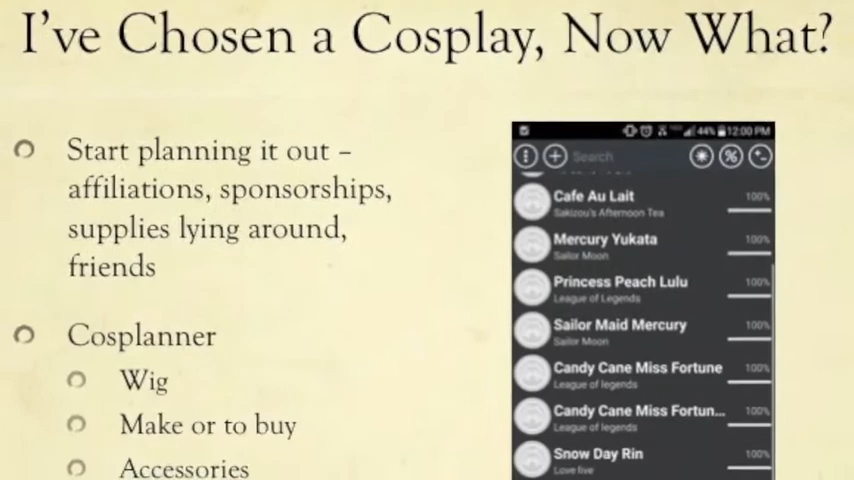 I've Chosen a Cosplay, Now What?
Start planning it out –
affiliations, sponsorships,
supplies lying around,
friends
Cosplanner
Wig
Make or to buy
Accessories
44% 12:00 PM
Search
Cafe Au Lait 100%
Sakizou's Afternoon Tea
Mercury Yukata 100%
Sailor Moon
Princess Peach Lulu 100%
League of Legends
Sailor Maid Mercury 100%
Sailor Moon
Candy Cane Miss Fortune 100%
League of legends
Candy Cane Miss Fortun... 100%
League of legends
Snow Day Rin 100%
Love live